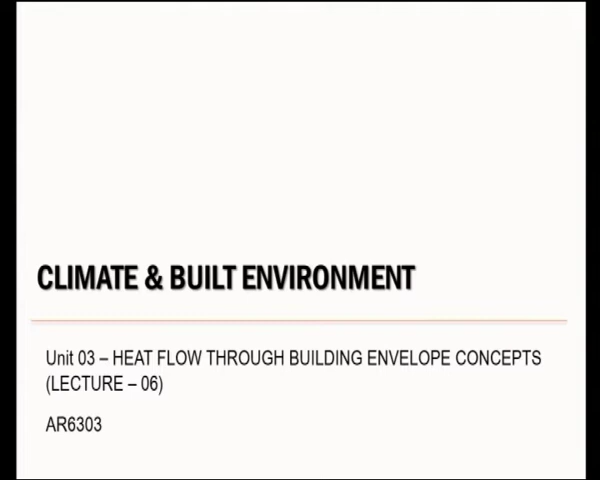 CLIMATE & BUILT ENVIRONMENT
Unit 03 – HEAT FLOW THROUGH BUILDING ENVELOPE CONCEPTS
(LECTURE – 06)
AR6303